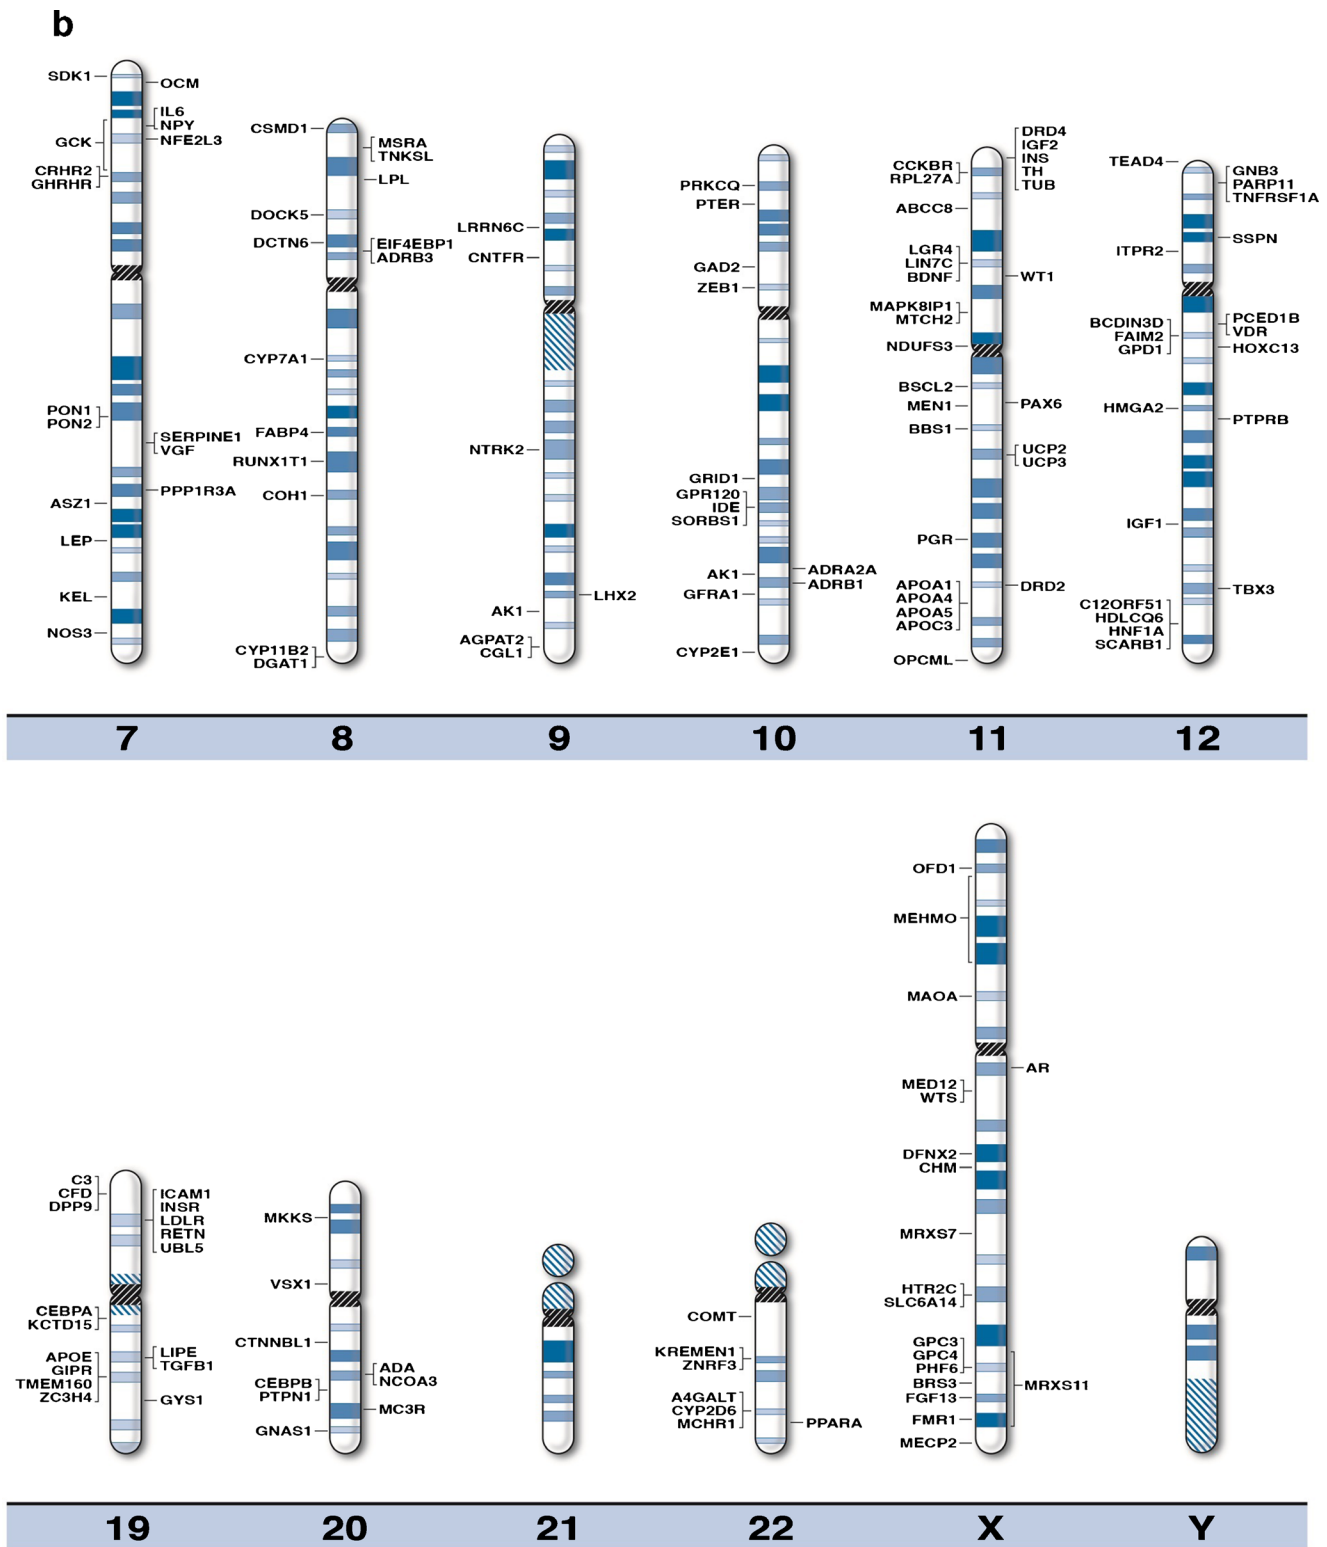 b
SDK1
OCM
IL6
NPY
NFE2L3
GCK
CRHR2
GHRHR
PON1
PON2
SERPINE1
VGF
PPP1R3A
ASZ1
LEP
KEL
NOS3
CSMD1
MSRA
TNKSL
LPL
DOCK5
DCTN6
EIF4EBP1
ADRB3
CYP7A1
FABP4
RUNX1T1
COH1
CYP11B2
DGAT1
LRRN6C
CNTFR
NTRK2
LHX2
AK1
AGPAT2
CGL1
PRKCQ
PTER
GAD2
ZEB1
GRID1
GPR120
IDE
SORBS1
ADRA2A
AK1
ADRB1
GFRA1
CYP2E1
DRD4
IGF2
INS
TH
TUB
CCKBR
RPL27A
ABCC8
LGR4
LIN7C
BDNF
WT1
MAPK8IP1
MTCH2
NDUFS3
BSCL2
MEN1
PAX6
BBS1
UCP2
UCP3
PGR
APOA1
DRD2
APOA4
APOA5
APOC3
OPCML
TEAD4
GNB3
PARP11
TNFRSF1A
SSPN
ITPR2
BCDIN3D
FAIM2
GPD1
PCED1B
VDR
HOXC13
HMGA2
PTPRB
IGF1
TBX3
C12ORF51
HDLCQ6
HNF1A
SCARB1
7 8 9 10 11 12
C3
CFD
DPP9
ICAM1
INSR
LDLR
RETN
UBL5
CEBPA
KCTD15
APOE
GIPR
TMEM160
ZC3H4
LIPE
TGFB1
GYS1
MKKS
VSX1
CTNNBL1
ADA
NCOA3
CEBPB
PTPN1
MC3R
GNAS1
COMT
KREMEN1
ZNRF3
A4GALT
CYP2D6
MCHR1
PPARA
OFD1
MEHMO
MAOA
AR
MED12
WTS
DFNX2
CHM
MRXS7
HTR2C
SLC6A14
GPC3
GPC4
PHF6
BRS3
MRXS11
FGF13
FMR1
MECP2
19 20 21 22 X Y